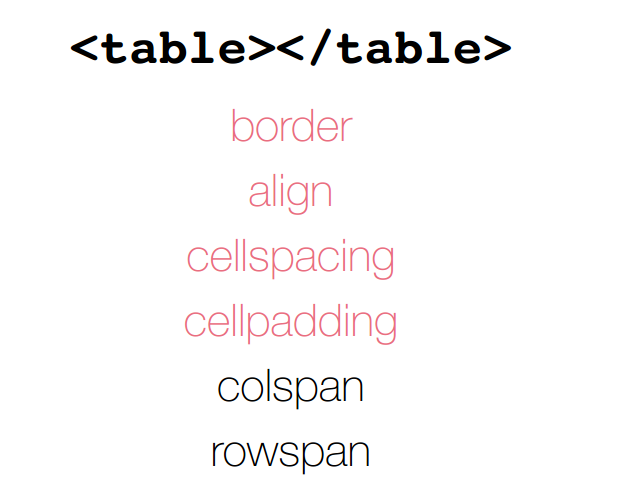 <table></table>
border
align
cellspacing
cellpadding
colspan
rowspan